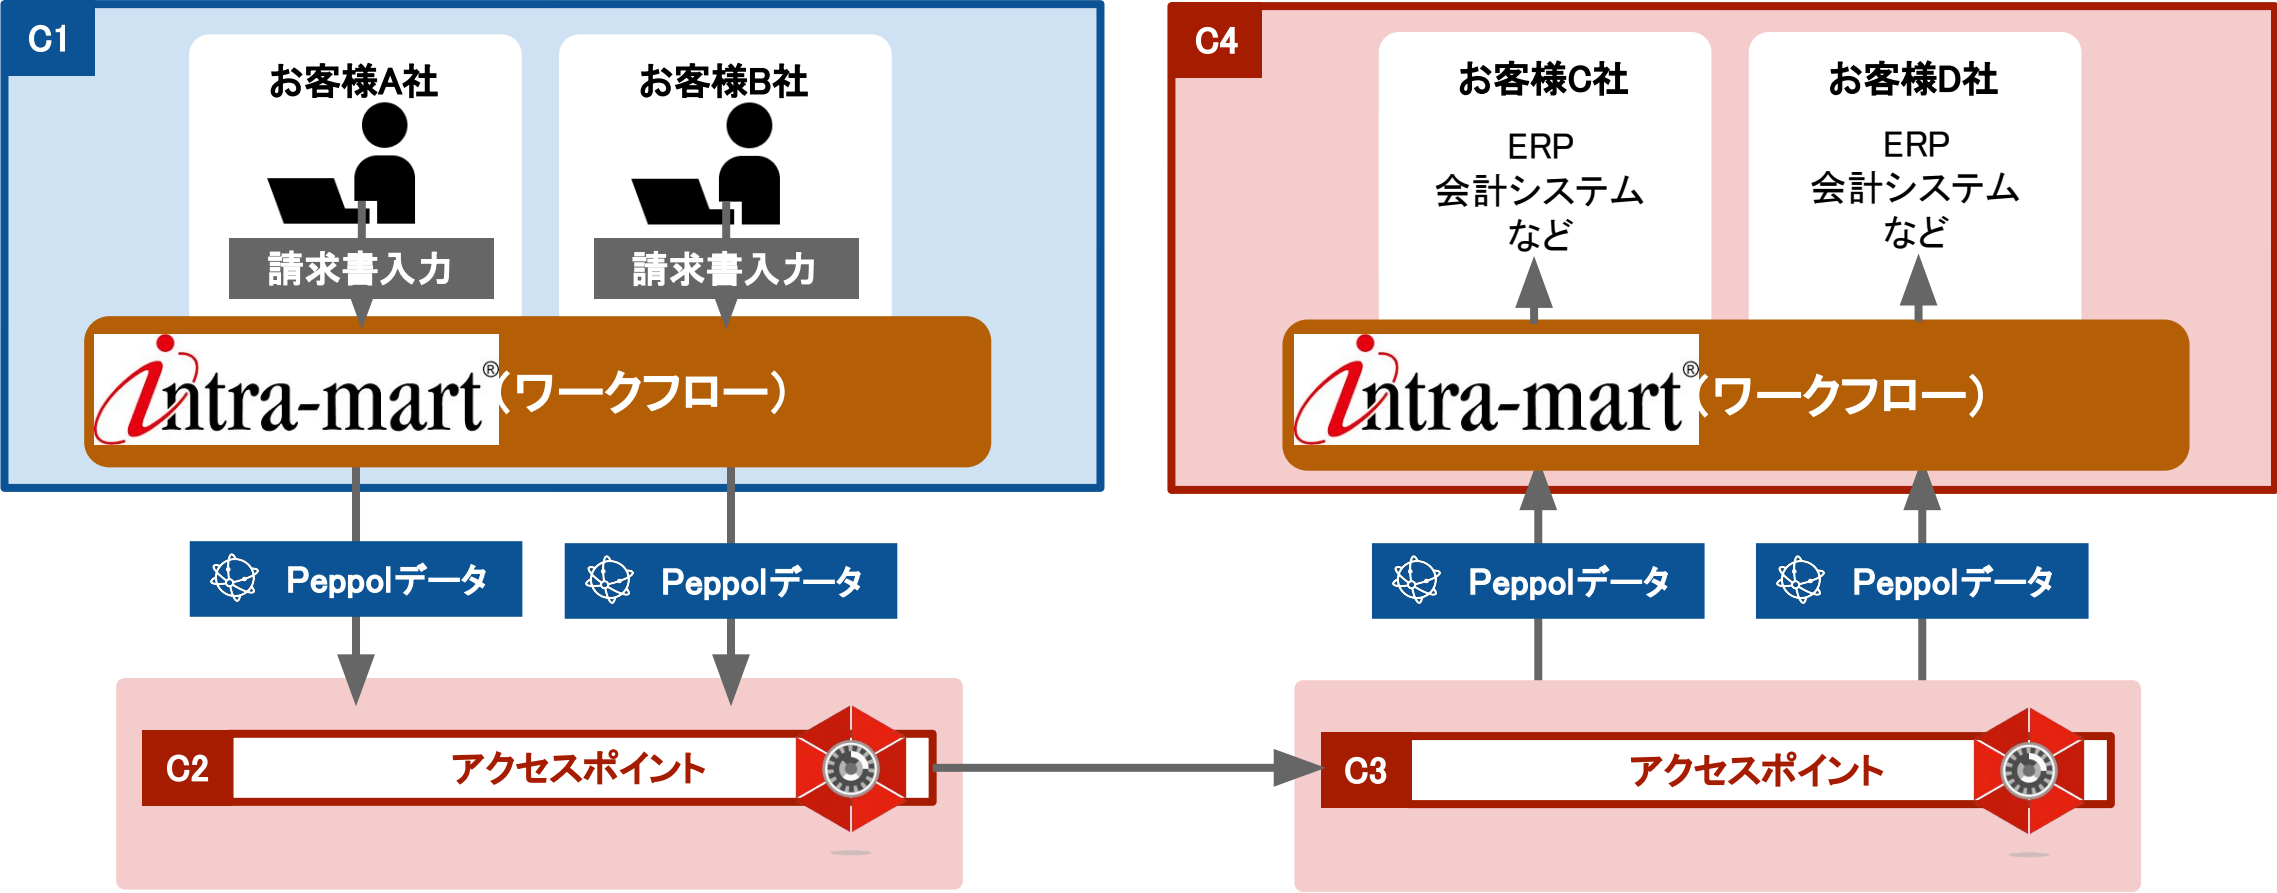 C1
お客様A社
お客様B社
請求書入力
請求書入力
intra-mart®(ワークフロー)
Peppolデータ
Peppolデータ
C2
アクセスポイント
C4
お客様C社
ERP
会計システム
など
お客様D社
ERP
会計システム
など
intra-mart®(ワークフロー)
Peppolデータ
Peppolデータ
C3
アクセスポイント